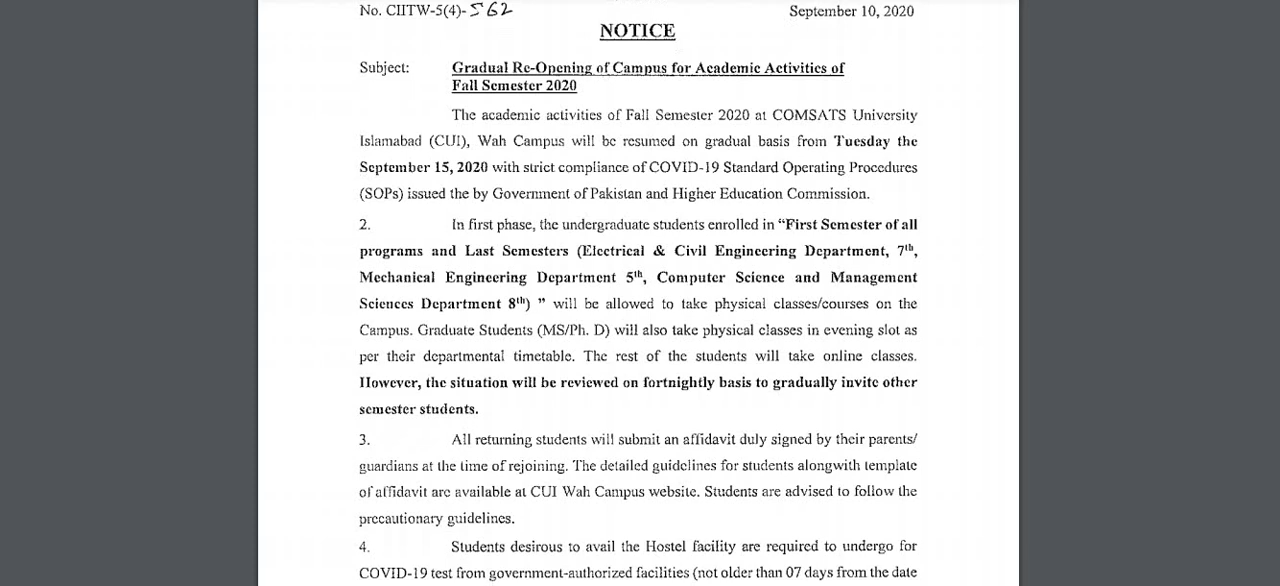 No. CIITW-5(4)-562 September 10, 2020
NOTICE
Subject: Gradual Re-Opening of Campus for Academic Activities of
Fall Semester 2020
The academic activities of Fall Semester 2020 at COMSATS University
Islamabad (CUI), Wah Campus will be resumed on gradual basis from Tuesday the
September 15, 2020 with strict compliance of COVID-19 Standard Operating Procedures
(SOPs) issued the by Government of Pakistan and Higher Education Commission.
2. In first phase, the undergraduate students enrolled in “First Semester of all
programs and Last Semesters (Electrical & Civil Engineering Department, 7th,
Mechanical Engineering Department 5th, Computer Science and Management
Sciences Department 8th) ” will be allowed to take physical classes/courses on the
Campus. Graduate Students (MS/Ph. D) will also take physical classes in evening slot as
per their departmental timetable. The rest of the students will take online classes.
However, the situation will be reviewed on fortnightly basis to gradually invite other
semester students.
3. All returning students will submit an affidavit duly signed by their parents/
guardians at the time of rejoining. The detailed guidelines for students alongwith template
of affidavit are available at CUI Wah Campus website. Students are advised to follow the
precautionary guidelines.
4. Students desirous to avail the Hostel facility are required to undergo for
COVID-19 test from government-authorized facilities (not older than 07 days from the date